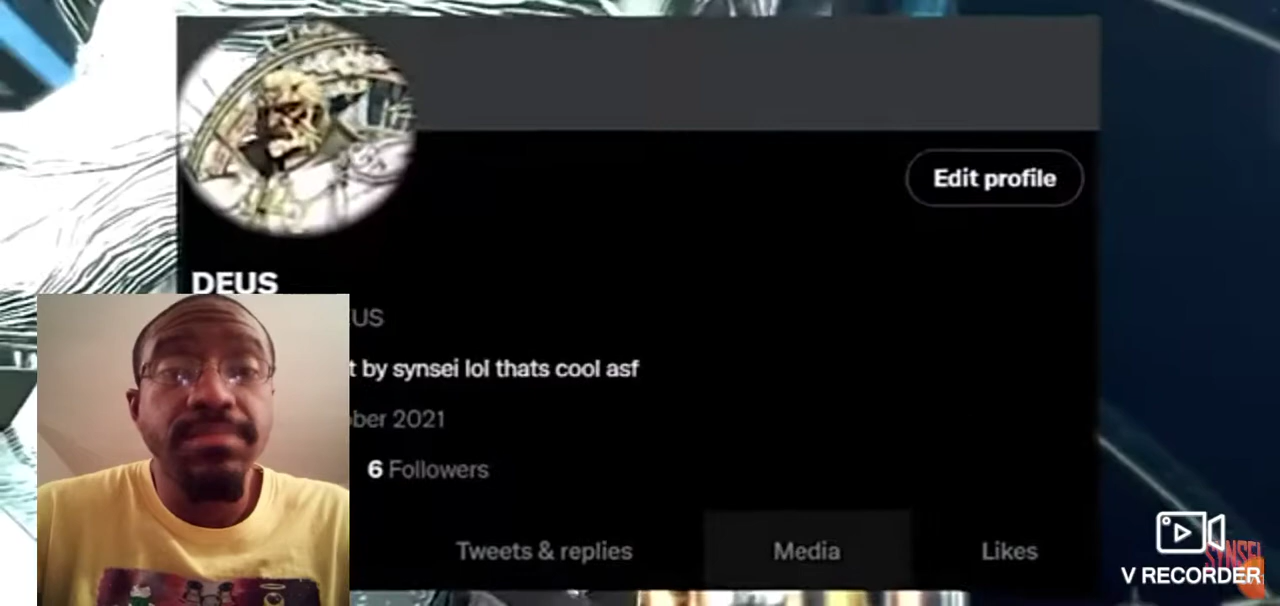 Edit profile
DEUS
US
t by synsei lol thats cool asf
ber 2021
6 Followers
Tweets & replies
Media
Likes
SYNSEI
V RECORDER